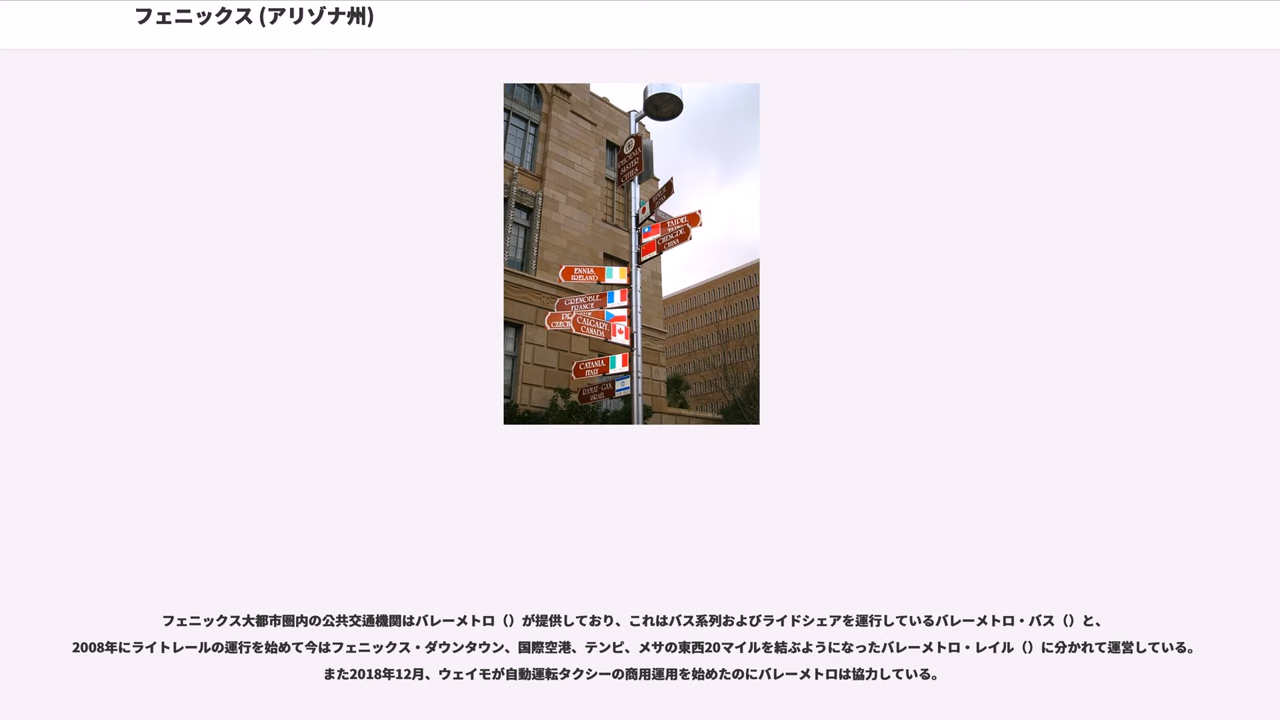 フェニックス (アリゾナ州)
PHOENIX
SISTER
CITIES
TAIPEI,
CHENGDU,
CHINA
ENNIS,
IRELAND
GRENOBLE,
FRANCE
CALGARY,
CANADA
CATANIA,
ITALY
RAMAT-GAN,
ISRAEL
フェニックス大都市圏内の公共交通機関はバレーメトロ（）が提供しており、これはバス系列およびライドシェアを運行しているバレーメトロ・バス（）と、
2008年にライトレールの運行を始めて今はフェニックス・ダウンタウン、国際空港、テンピ、メサの東西20マイルを結ぶようになったバレーメトロ・レイル（）に分かれて運営している。
また2018年12月、ウェイモが自動運転タクシーの商用運用を始めたのにバレーメトロは協力している。